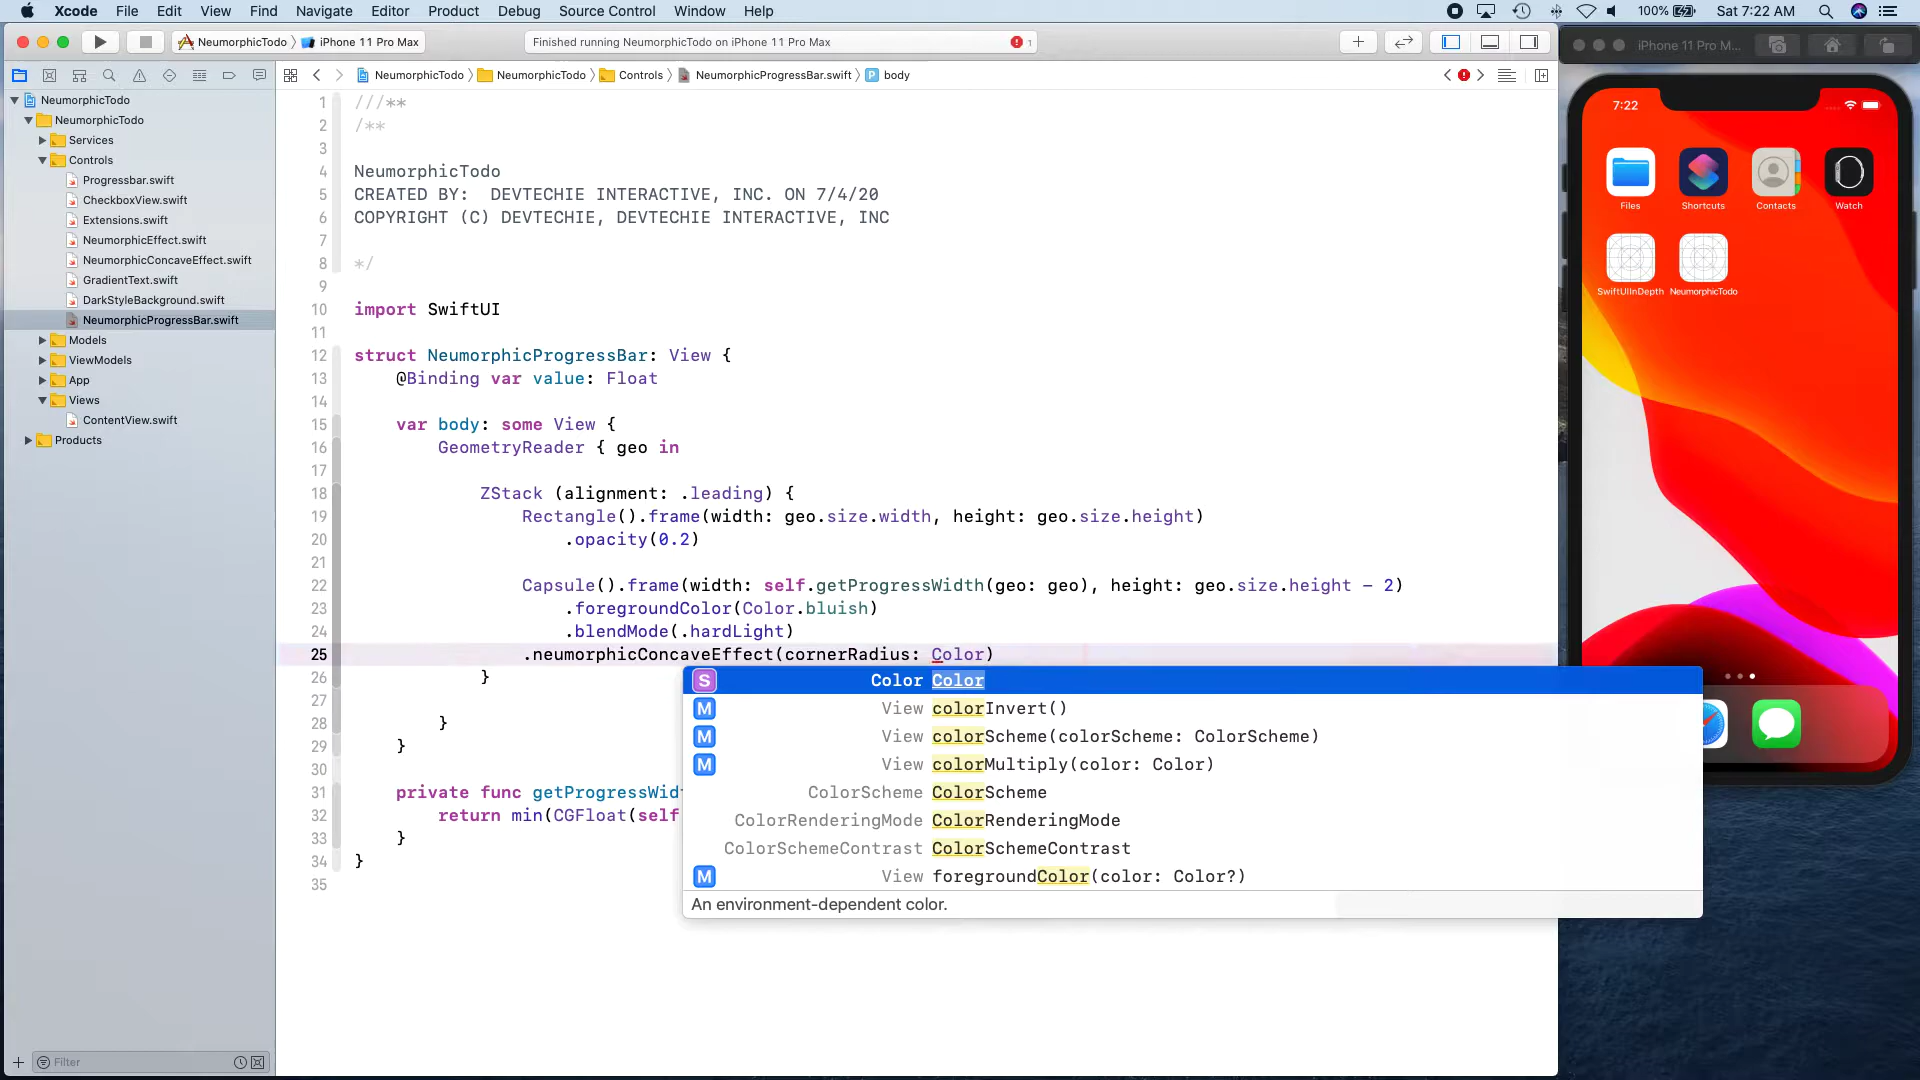 Xcode File Edit View Find Navigate Editor Product Debug Source Control Window Help
100% Sat 7:22 AM
NeumorphicTodo iPhone 11 Pro Max
Finished running NeumorphicTodo on iPhone 11 Pro Max
1
iPhone 11 Pro M...
NeumorphicTodo NeumorphicTodo Controls NeumorphicProgressBar.swift P body
NeumorphicTodo
NeumorphicTodo
Services
Controls
Progressbar.swift
CheckboxView.swift
Extensions.swift
NeumorphicEffect.swift
NeumorphicConcaveEffect.swift
GradientText.swift
DarkStyleBackground.swift
NeumorphicProgressBar.swift
Models
ViewModels
App
Views
ContentView.swift
Products
Filter
1 ///**
2 /**
3
4 NeumorphicTodo
5 CREATED BY:  DEVTECHIE INTERACTIVE, INC. ON 7/4/20
6 COPYRIGHT (C) DEVTECHIE, DEVTECHIE INTERACTIVE, INC
7
8 */
9
10 import SwiftUI
11
12 struct NeumorphicProgressBar: View {
13 @Binding var value: Float
14
15 var body: some View {
16 GeometryReader { geo in
17
18 ZStack (alignment: .leading) {
19 Rectangle().frame(width: geo.size.width, height: geo.size.height)
20 .opacity(0.2)
21
22 Capsule().frame(width: self.getProgressWidth(geo: geo), height: geo.size.height - 2)
23 .foregroundColor(Color.bluish)
24 .blendMode(.hardLight)
25 .neumorphicConcaveEffect(cornerRadius: Color)
26 }
27
28 }
29 }
30
31 private func getProgressWid
32 return min(CGFloat(self
33 }
34 }
35
S Color Color
M View colorInvert()
M View colorScheme(colorScheme: ColorScheme)
M View colorMultiply(color: Color)
ColorScheme ColorScheme
ColorRenderingMode ColorRenderingMode
ColorSchemeContrast ColorSchemeContrast
M View foregroundColor(color: Color?)
An environment-dependent color.
7:22
Files Shortcuts Contacts Watch
SwiftUIInDepth NeumorphicTodo